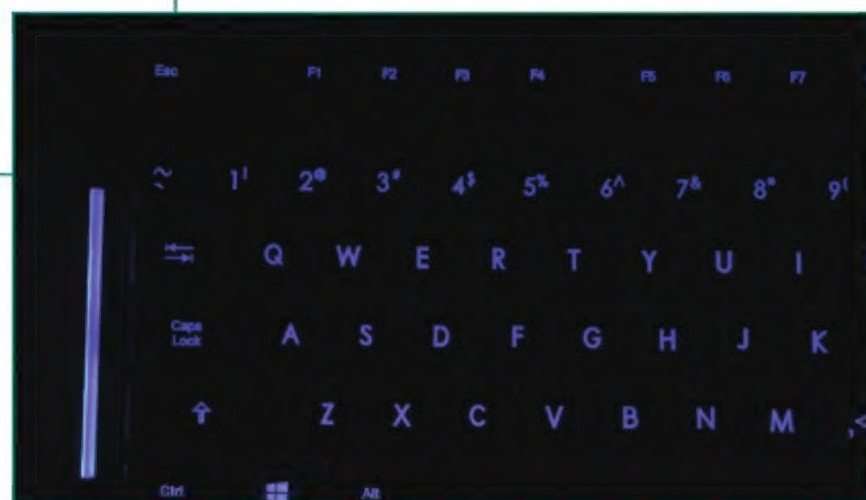 Esc F1 F2 F3 F4 F5 F6 F7
~ ` 1! 2@ 3# 4$ 5% 6^ 7& 8* 9(
Q W E R T Y U I
Caps Lock A S D F G H J K
Z X C V B N M ,<
Ctrl Alt